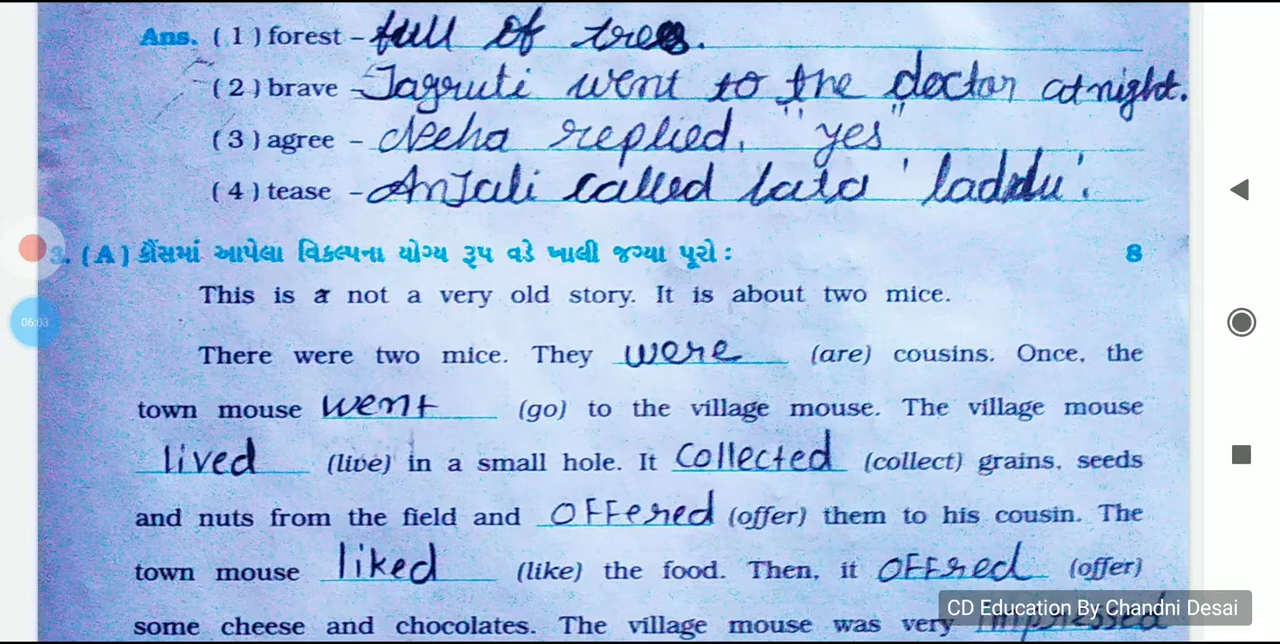 Ans. (1) forest - full of trees.
(2) brave - Jagruti went to the doctor at night.
(3) agree - Neha replied, "yes"
(4) tease - Anjali called Lata 'laddu'.
3. (A) કૌંસમાં આપેલા વિકલ્પના યોગ્ય રૂપ વડે ખાલી જગ્યા પૂરો : 8
This is a not a very old story. It is about two mice.
There were two mice. They were (are) cousins. Once, the
town mouse went (go) to the village mouse. The village mouse
lived (live) in a small hole. It collected (collect) grains, seeds
and nuts from the field and offered (offer) them to his cousin. The
town mouse liked (like) the food. Then, it offred (offer)
some cheese and chocolates. The village mouse was very impressed
06:03
CD Education By Chandni Desai